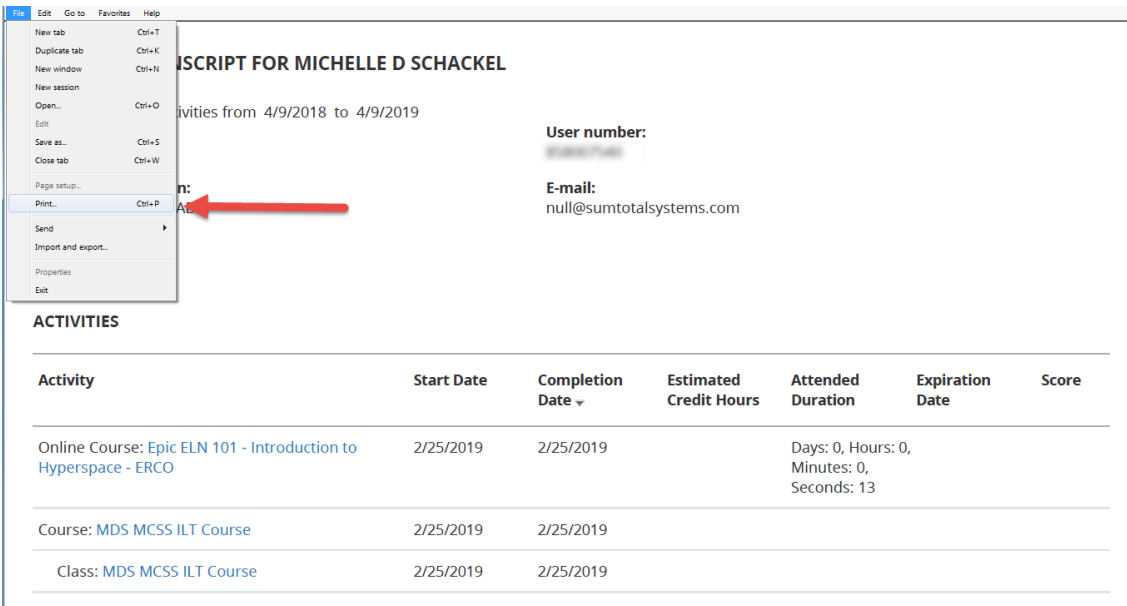 File Edit Go to Favorites Help
New tab Ctrl+T
Duplicate tab Ctrl+K
New window Ctrl+N
New session
Open... Ctrl+O
Edit
Save as... Ctrl+S
Close tab Ctrl+W
Page setup...
Print... Ctrl+P
Send
Import and export...
Properties
Exit
NSCRIPT FOR MICHELLE D SCHACKEL
ivities from 4/9/2018 to 4/9/2019
User number:
n:
E-mail:
null@sumtotalsystems.com
ACTIVITIES
Activity Start Date Completion Estimated Attended Expiration Score
Date Credit Hours Duration Date
Online Course: Epic ELN 101 - Introduction to 2/25/2019 2/25/2019 Days: 0, Hours: 0,
Hyperspace - ERCO Minutes: 0,
Seconds: 13
Course: MDS MCSS ILT Course 2/25/2019 2/25/2019
Class: MDS MCSS ILT Course 2/25/2019 2/25/2019